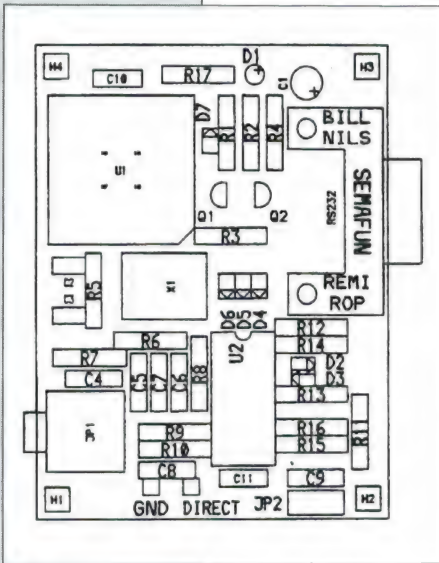 H4
C10
R17
D1
C1
H3
U1
D7
R1
R2
R4
BILL
NILS
SEMAFUN
RS232
Q1
Q2
R3
R5
X1
REMI
ROP
D6
D5
D4
R6
R7
C4
C5
C7
C6
R8
U2
R12
R14
D2
D3
R13
JP1
R9
R10
C8
R16
R15
R11
C11
C9
H1
GND DIRECT
JP2
H2